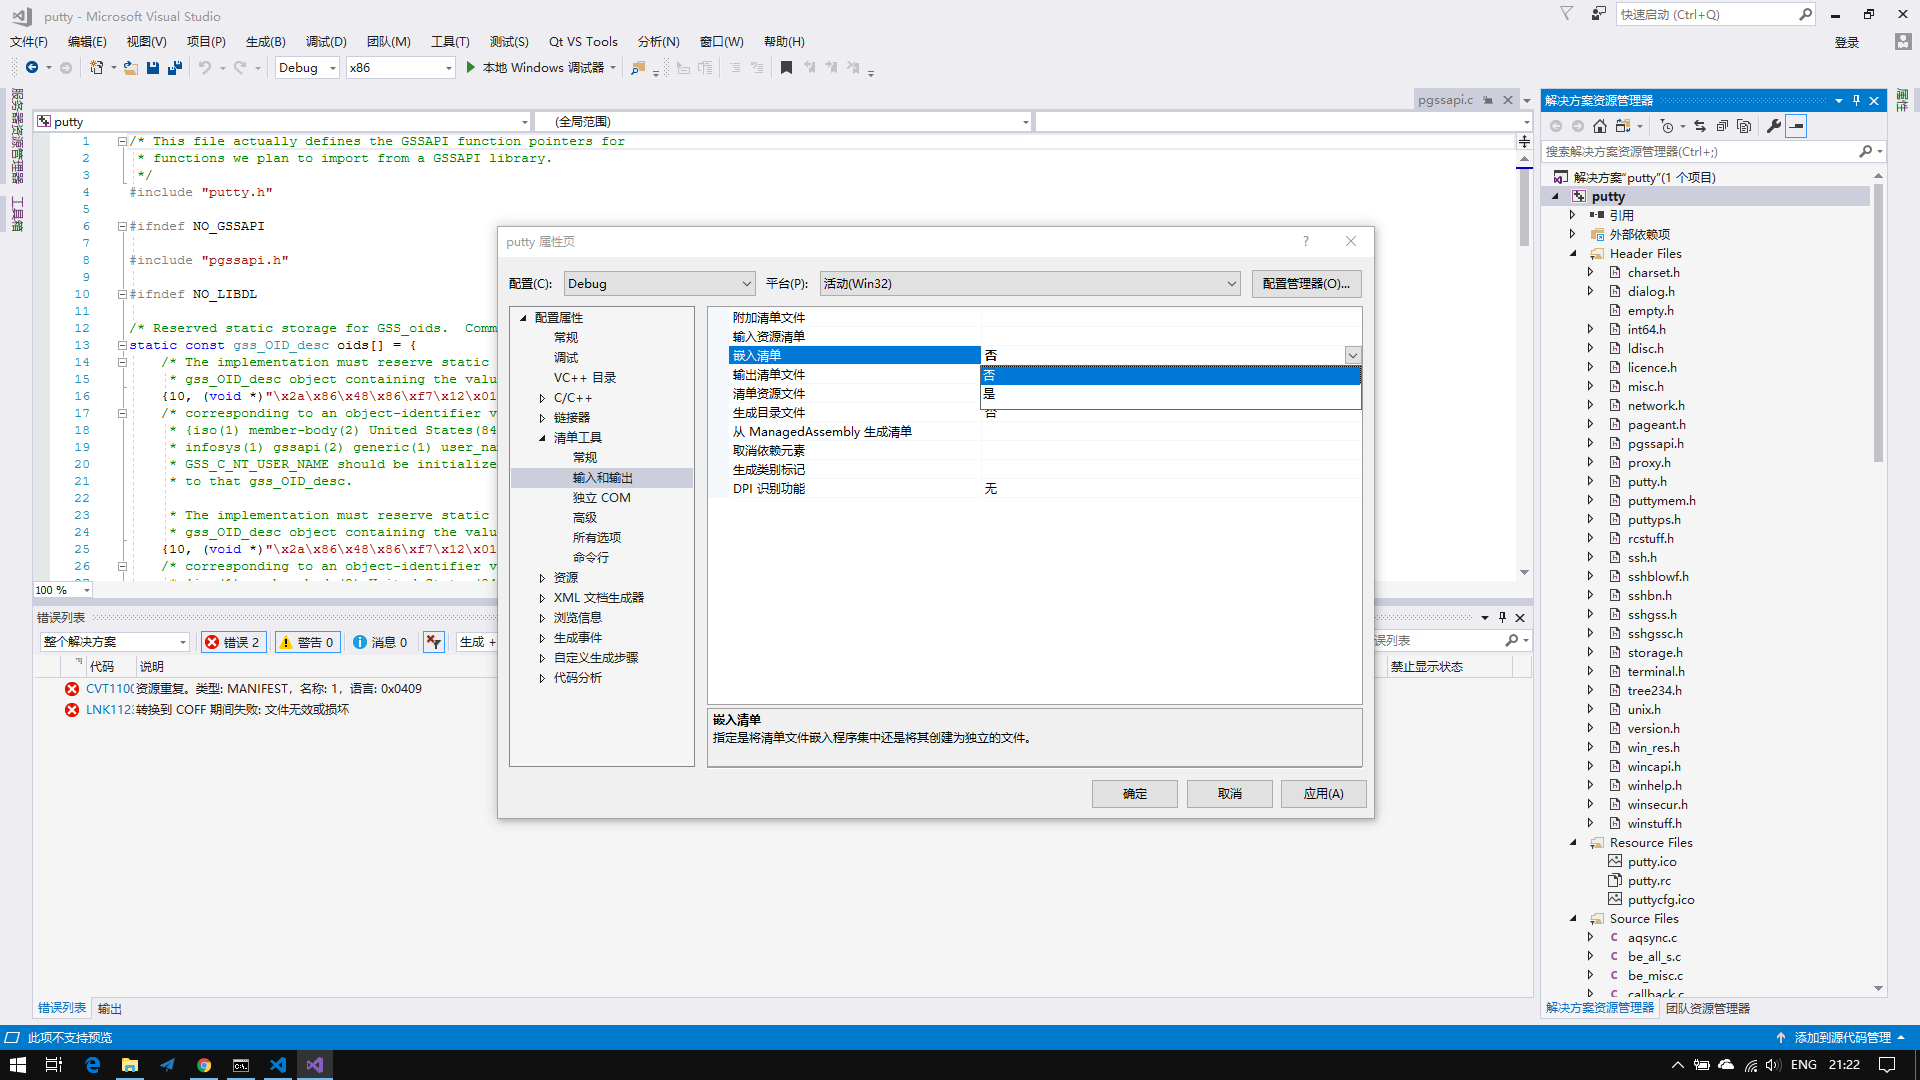 putty - Microsoft Visual Studio
快速启动 (Ctrl+Q)
文件(F) 编辑(E) 视图(V) 项目(P) 生成(B) 调试(D) 团队(M) 工具(T) 测试(S) Qt VS Tools 分析(N) 窗口(W) 帮助(H)
登录
Debug x86 本地 Windows 调试器
服务器资源管理器
工具箱
属性
pgssapi.c
putty (全局范围)
1 /* This file actually defines the GSSAPI function pointers for
2 * functions we plan to import from a GSSAPI library.
3 */
4 #include "putty.h"
5
6 #ifndef NO_GSSAPI
7
8 #include "pgssapi.h"
9
10 #ifndef NO_LIBDL
11
12 /* Reserved static storage for GSS_oids.  Comm
13 static const gss_OID_desc oids[] = {
14 /* The implementation must reserve static
15 * gss_OID_desc object containing the valu
16 {10, (void *)"\x2a\x86\x48\x86\xf7\x12\x01
17 /* corresponding to an object-identifier v
18 * {iso(1) member-body(2) United States(84
19 * infosys(1) gssapi(2) generic(1) user_na
20 * GSS_C_NT_USER_NAME should be initialize
21 * to that gss_OID_desc.
22
23 * The implementation must reserve static
24 * gss_OID_desc object containing the valu
25 {10, (void *)"\x2a\x86\x48\x86\xf7\x12\x01
26 /* corresponding to an object-identifier v
100 %
putty 属性页
?
配置(C): Debug 平台(P): 活动(Win32) 配置管理器(O)...
配置属性
常规
调试
VC++ 目录
C/C++
链接器
清单工具
常规
输入和输出
独立 COM
高级
所有选项
命令行
资源
XML 文档生成器
浏览信息
生成事件
自定义生成步骤
代码分析
附加清单文件
输入资源清单
嵌入清单 否
输出清单文件 否
清单资源文件 是
生成目录文件 否
从 ManagedAssembly 生成清单
取消依赖元素
生成类别标记
DPI 识别功能 无
嵌入清单
指定是将清单文件嵌入程序集中还是将其创建为独立的文件。
确定 取消 应用(A)
错误列表
整个解决方案 错误 2 警告 0 消息 0 生成 + 误列表
代码 说明 禁止显示状态
CVT110 资源重复。类型: MANIFEST，名称: 1，语言: 0x0409
LNK112 转换到 COFF 期间失败: 文件无效或损坏
错误列表 输出
解决方案资源管理器
搜索解决方案资源管理器(Ctrl+;)
解决方案"putty"(1 个项目)
putty
引用
外部依赖项
Header Files
charset.h
dialog.h
empty.h
int64.h
ldisc.h
licence.h
misc.h
network.h
pageant.h
pgssapi.h
proxy.h
putty.h
puttymem.h
puttyps.h
rcstuff.h
ssh.h
sshblowf.h
sshbn.h
sshgss.h
sshgssc.h
storage.h
terminal.h
tree234.h
unix.h
version.h
win_res.h
wincapi.h
winhelp.h
winsecur.h
winstuff.h
Resource Files
putty.ico
putty.rc
puttycfg.ico
Source Files
aqsync.c
be_all_s.c
be_misc.c
callback.c
解决方案资源管理器 团队资源管理器
此项不支持预览
添加到源代码管理
ENG 21:22